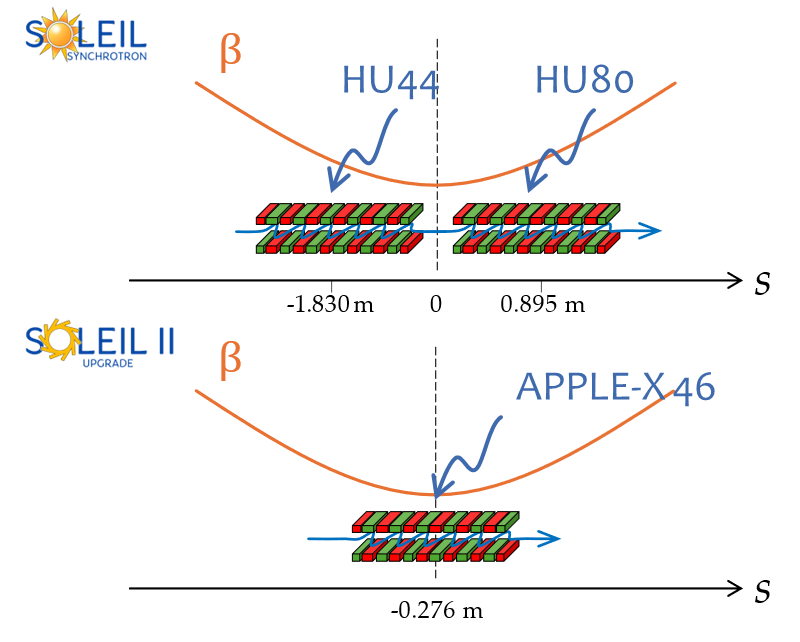 SOLEIL
SYNCHROTRON
β
HU44
HU80
-1.830 m
0
0.895 m
s
SOLEIL II
UPGRADE
β
APPLE-X 46
-0.276 m
s